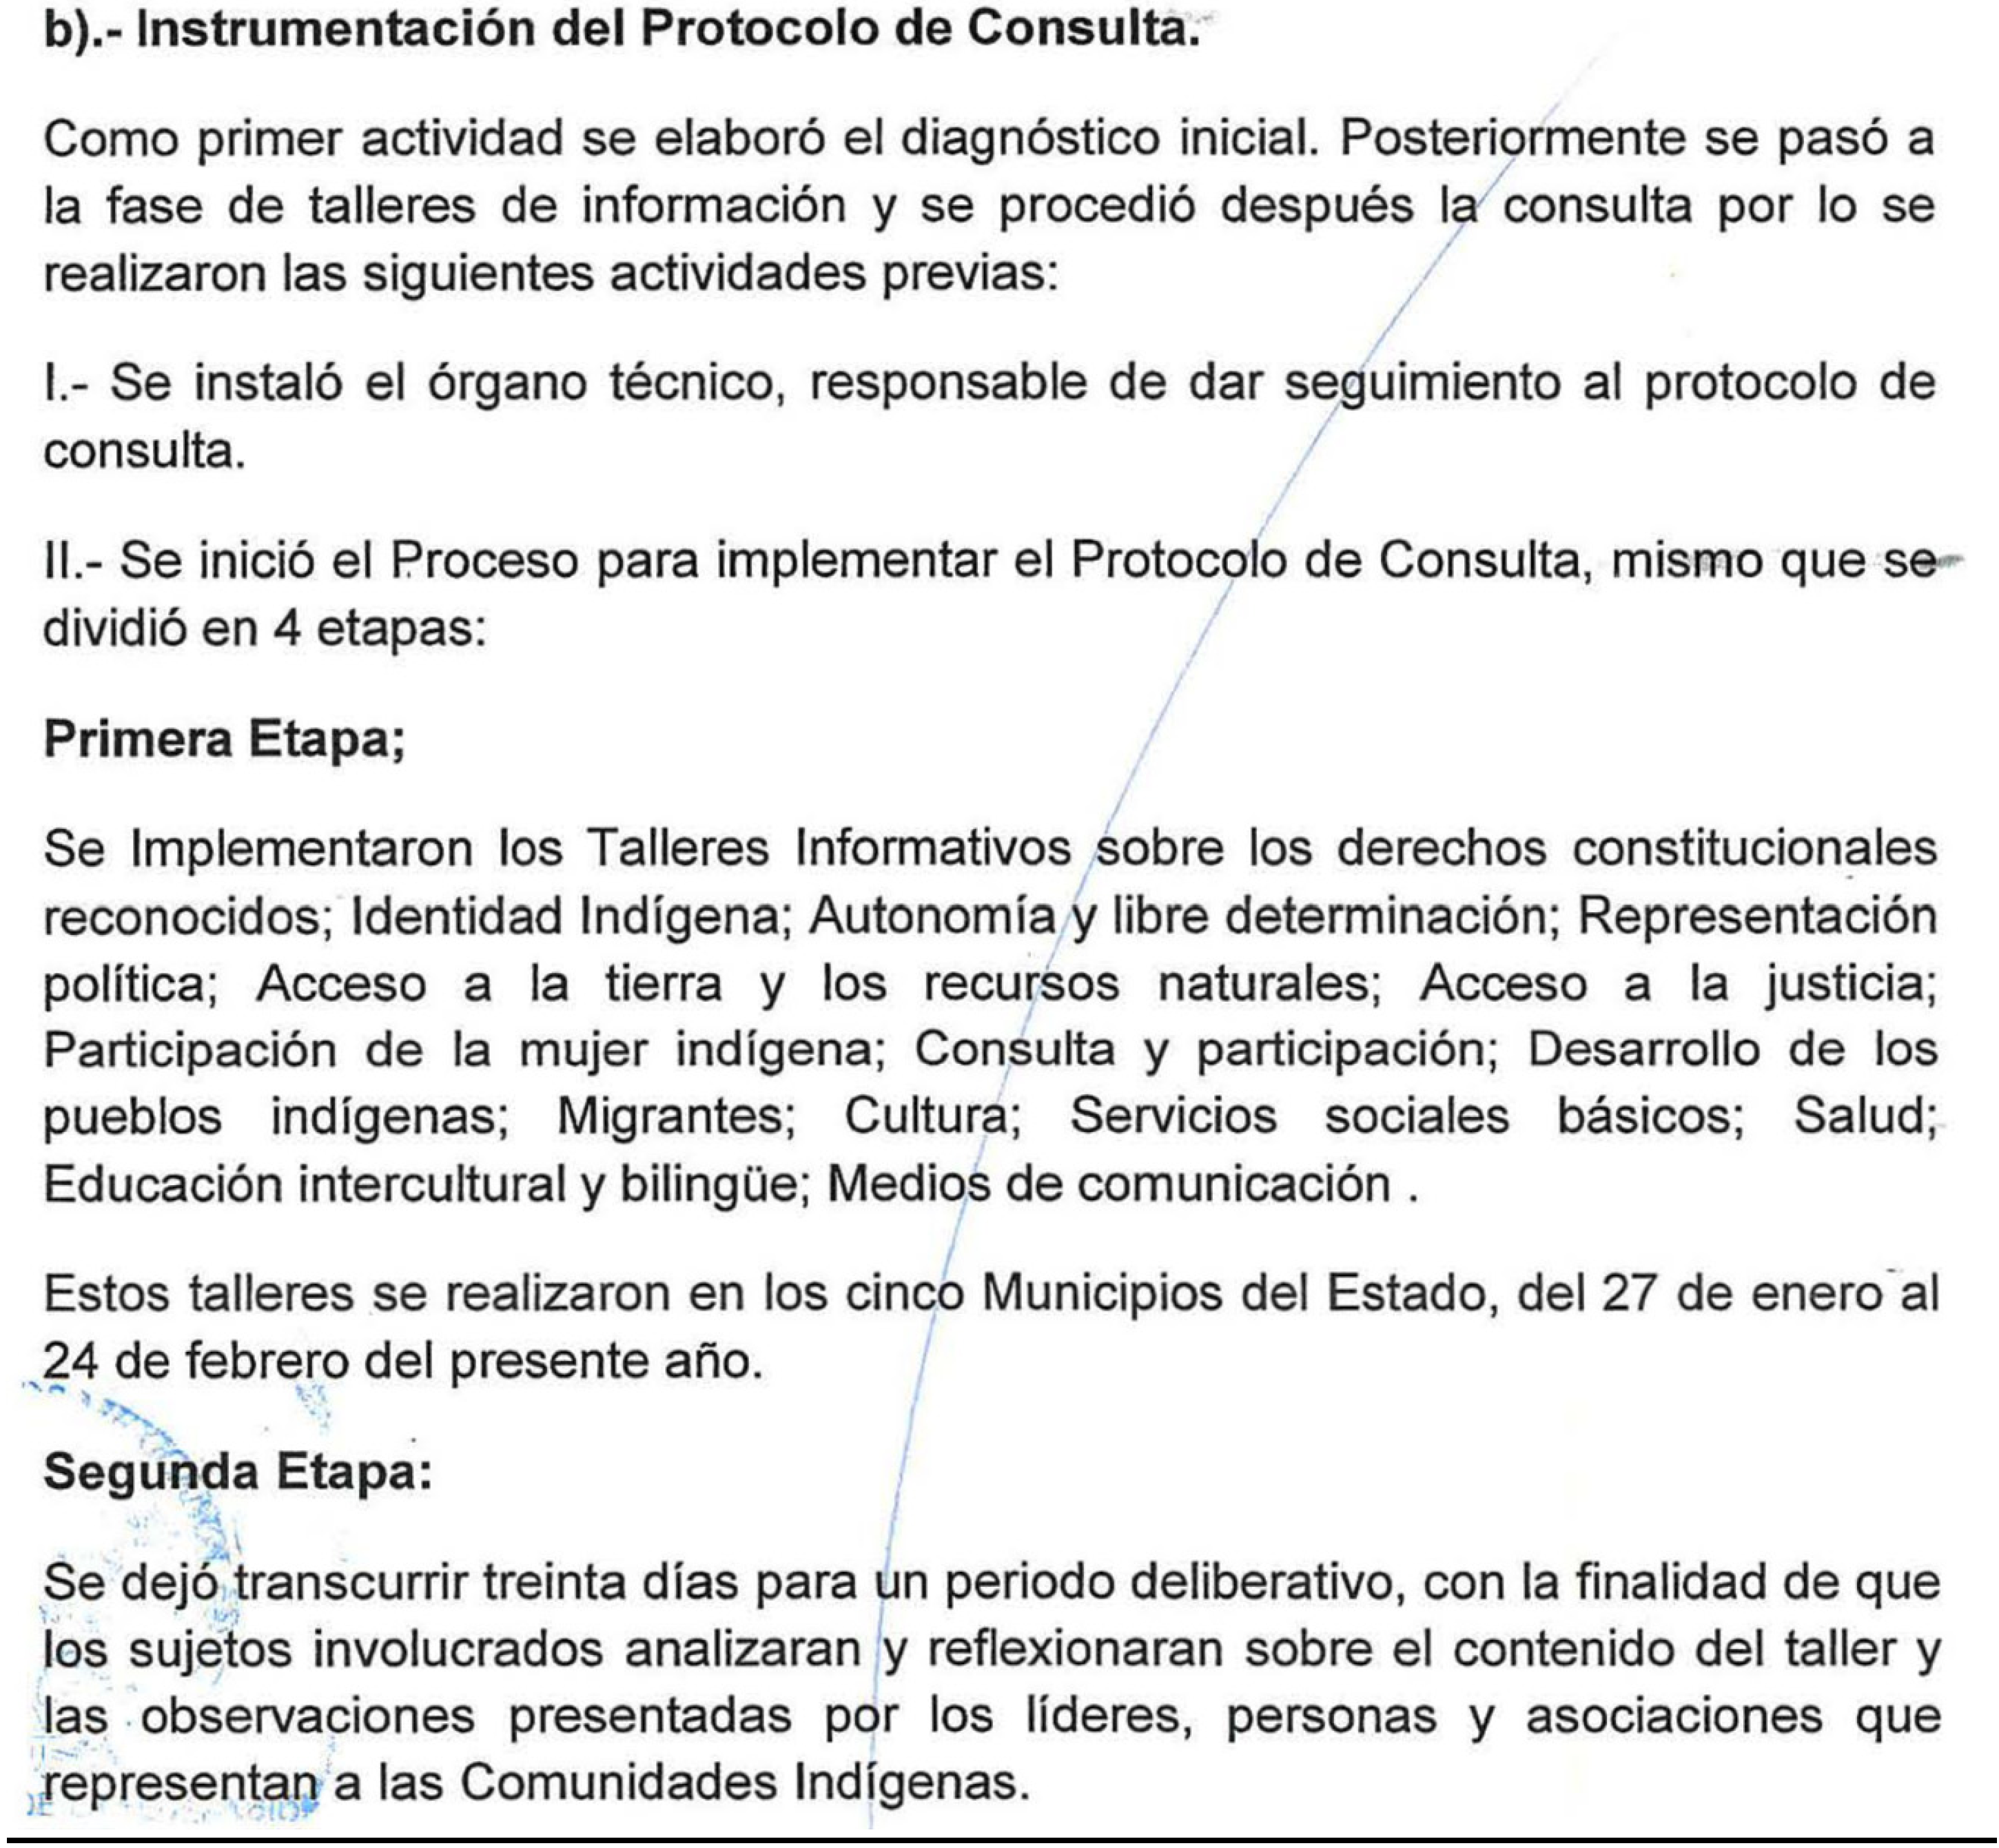 b).- Instrumentación del Protocolo de Consulta.
Como primer actividad se elaboró el diagnóstico inicial. Posteriormente se pasó a
la fase de talleres de información y se procedió después la consulta por lo se
realizaron las siguientes actividades previas:
I.- Se instaló el órgano técnico, responsable de dar seguimiento al protocolo de
consulta.
II.- Se inició el Proceso para implementar el Protocolo de Consulta, mismo que se
dividió en 4 etapas:
Primera Etapa;
Se Implementaron los Talleres Informativos sobre los derechos constitucionales
reconocidos; Identidad Indígena; Autonomía y libre determinación; Representación
política; Acceso a la tierra y los recursos naturales; Acceso a la justicia;
Participación de la mujer indígena; Consulta y participación; Desarrollo de los
pueblos indígenas; Migrantes; Cultura; Servicios sociales básicos; Salud;
Educación intercultural y bilingüe; Medios de comunicación .
Estos talleres se realizaron en los cinco Municipios del Estado, del 27 de enero al
24 de febrero del presente año.
Segunda Etapa:
Se dejó transcurrir treinta días para un periodo deliberativo, con la finalidad de que
los sujetos involucrados analizaran y reflexionaran sobre el contenido del taller y
las observaciones presentadas por los líderes, personas y asociaciones que
representan a las Comunidades Indígenas.